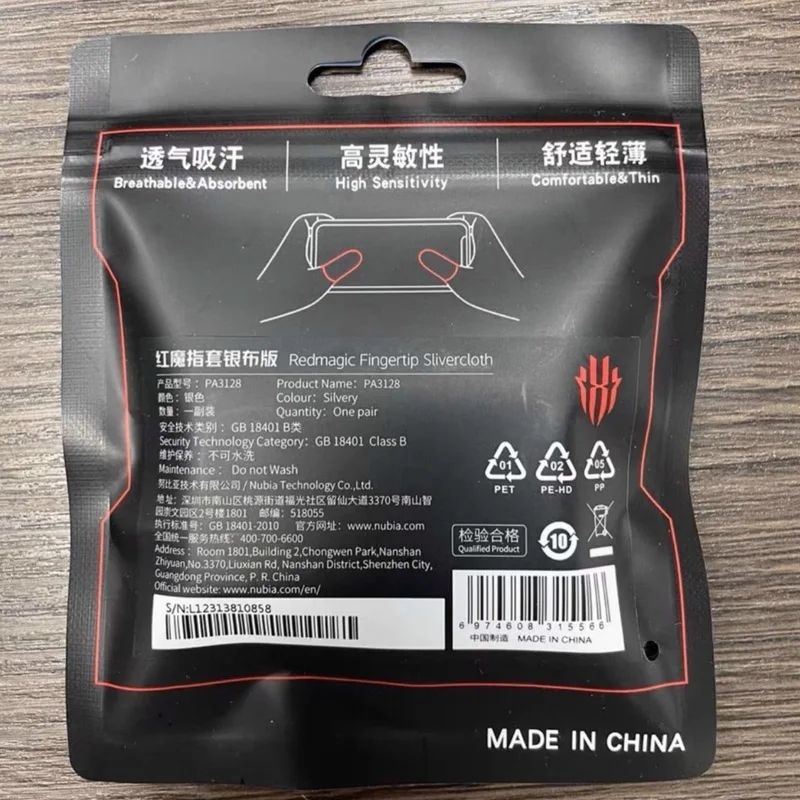 透气吸汗
Breathable&Absorbent
高灵敏性
High Sensitivity
舒适轻薄
Comfortable&Thin
红魔指套银布版 Redmagic Fingertip Slivercloth
产品型号: PA3128 Product Name: PA3128
颜色: 银色 Colour: Silvery
数量: 一副装 Quantity: One pair
安全技术类别: GB 18401 B类
Security Technology Category: GB 18401 Class B
维护保养: 不可水洗
Maintenance: Do not Wash
努比亚技术有限公司 / Nubia Technology Co.,Ltd.
地址: 深圳市南山区桃源街道福光社区留仙大道3370号南山智
园崇文园区2号楼1801 邮编: 518055
执行标准号: GB 18401-2010 官方网址: www.nubia.com
全国统一服务热线: 400-700-6600
Address: Room 1801,Building 2,Chongwen Park,Nanshan
Zhiyuan,No.3370,Liuxian Rd, Nanshan District,Shenzhen City,
Guangdong Province, P. R. China
Official website: www.nubia.com/en/
01
PET
02
PE-HD
05
PP
检验合格
Qualified Product
10
S/N:L12313810858
6 974608 315566
中国制造 MADE IN CHINA
MADE IN CHINA